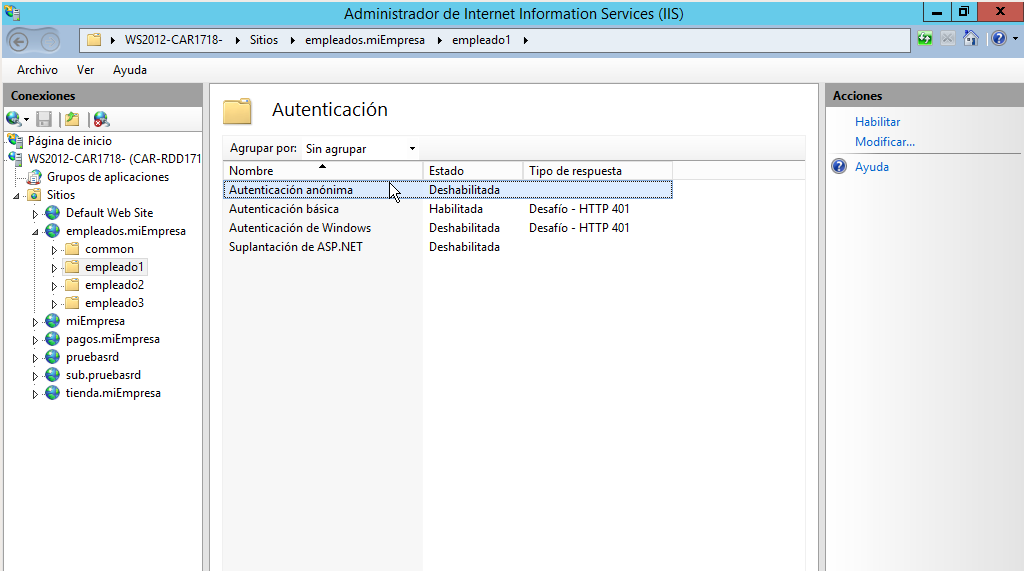 Administrador de Internet Information Services (IIS)
WS2012-CAR1718- Sitios empleados.miEmpresa empleado1
Archivo Ver Ayuda
Conexiones
Página de inicio
WS2012-CAR1718- (CAR-RDD171
Grupos de aplicaciones
Sitios
Default Web Site
empleados.miEmpresa
common
empleado1
empleado2
empleado3
miEmpresa
pagos.miEmpresa
pruebasrd
sub.pruebasrd
tienda.miEmpresa
Autenticación
Agrupar por: Sin agrupar
Nombre Estado Tipo de respuesta
Autenticación anónima Deshabilitada
Autenticación básica Habilitada Desafío - HTTP 401
Autenticación de Windows Deshabilitada Desafío - HTTP 401
Suplantación de ASP.NET Deshabilitada
Acciones
Habilitar
Modificar...
Ayuda